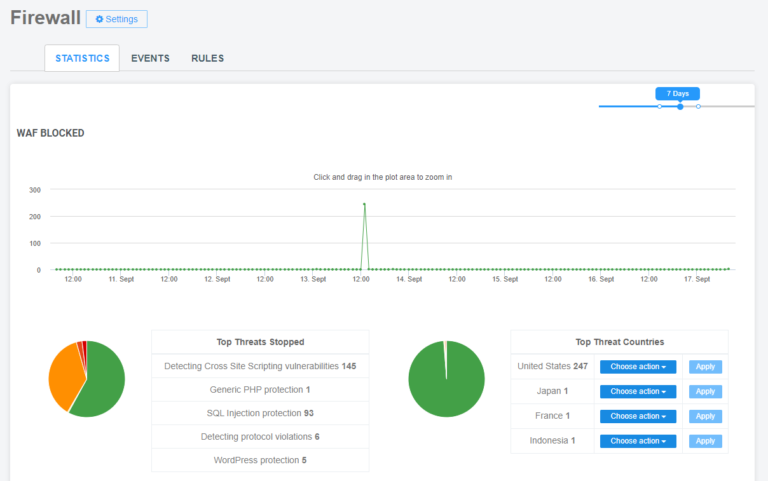 Firewall
Settings
STATISTICS EVENTS RULES
7 Days
WAF BLOCKED
Click and drag in the plot area to zoom in
300
200
100
0
12:00 11. Sept 12:00 12. Sept 12:00 13. Sept 12:00 14. Sept 12:00 15. Sept 12:00 16. Sept 12:00 17. Sept
Top Threats Stopped
Detecting Cross Site Scripting vulnerabilities 145
Generic PHP protection 1
SQL Injection protection 93
Detecting protocol violations 6
WordPress protection 5
Top Threat Countries
United States 247 Choose action Apply
Japan 1 Choose action Apply
France 1 Choose action Apply
Indonesia 1 Choose action Apply